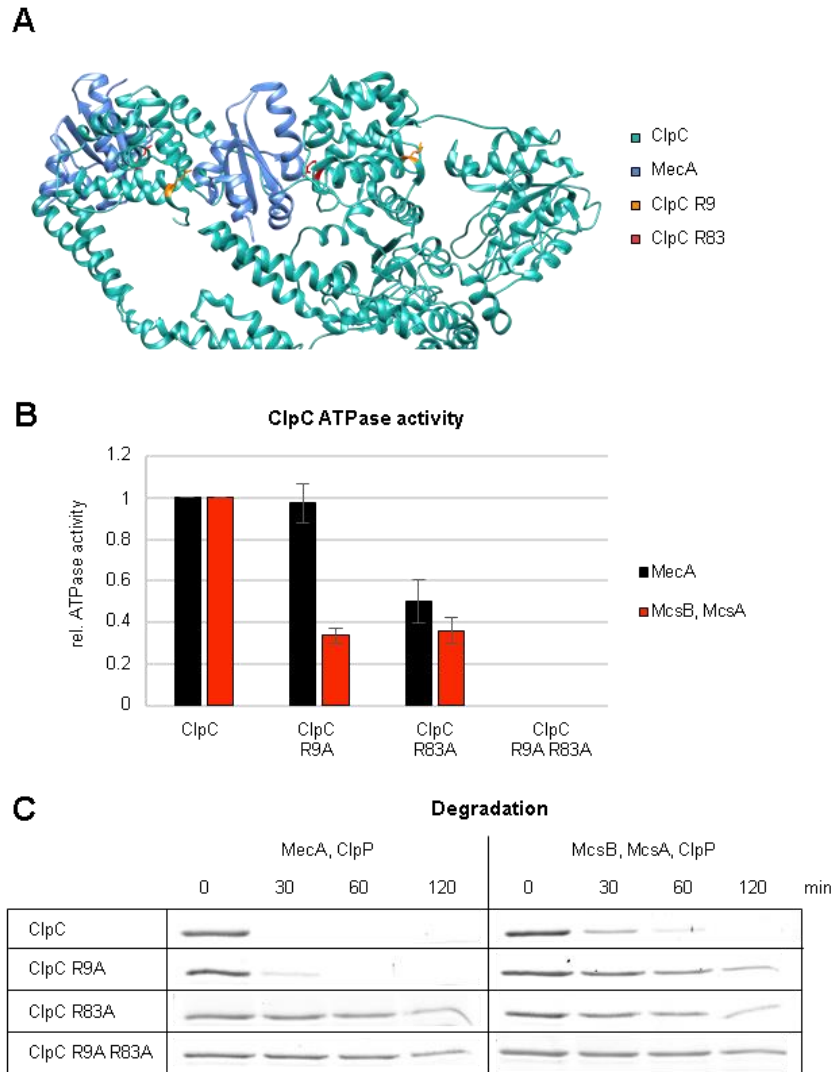 A
ClpC
MecA
ClpC R9
ClpC R83
B
ClpC ATPase activity
1.2
1
0.8
0.6
0.4
0.2
0
rel. ATPase activity
ClpC
ClpC
R9A
ClpC
R83A
ClpC
R9A R83A
MecA
McsB, McsA
C
Degradation
MecA, ClpP
McsB, McsA, ClpP
0 30 60 120 0 30 60 120 min
ClpC
ClpC R9A
ClpC R83A
ClpC R9A R83A